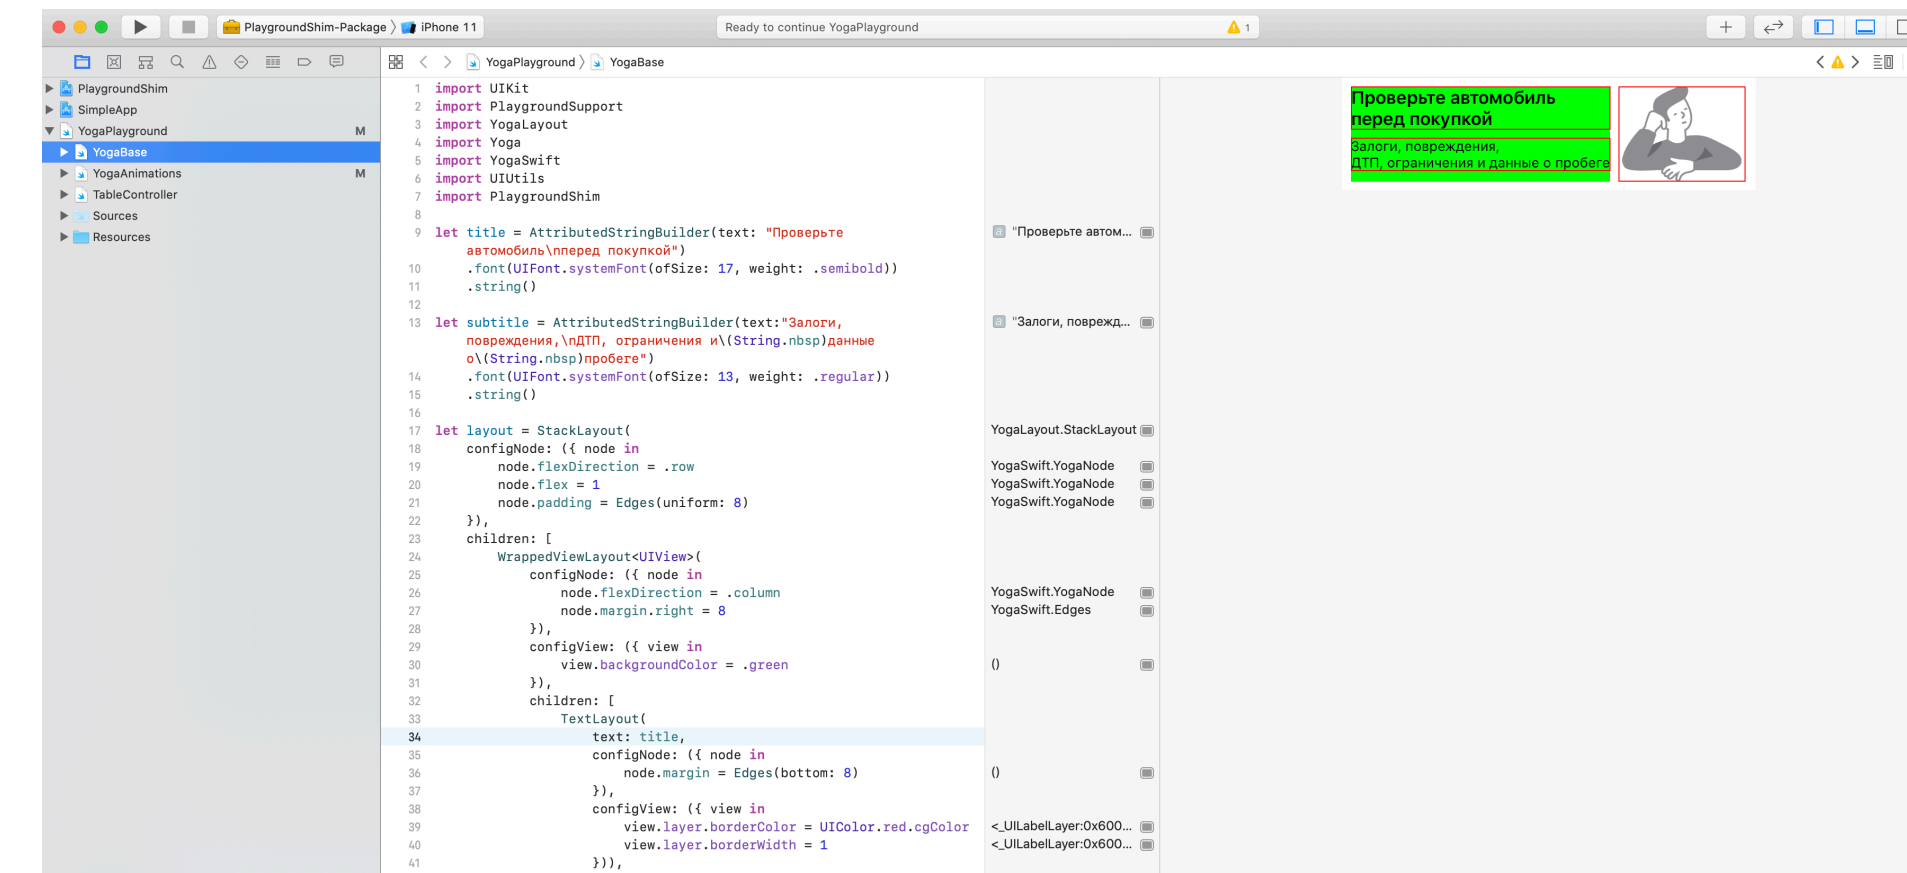 PlaygroundShim-Package 〉 iPhone 11
Ready to continue YogaPlayground
1
YogaPlayground 〉 YogaBase
PlaygroundShim
SimpleApp
YogaPlayground M
YogaBase
YogaAnimations M
TableController
Sources
Resources
1 import UIKit
2 import PlaygroundSupport
3 import YogaLayout
4 import Yoga
5 import YogaSwift
6 import UIUtils
7 import PlaygroundShim
8
9 let title = AttributedStringBuilder(text: "Проверьте
автомобиль\nперед покупкой")
10 .font(UIFont.systemFont(ofSize: 17, weight: .semibold))
11 .string()
12
13 let subtitle = AttributedStringBuilder(text:"Залоги,
повреждения,\nДТП, ограничения и\(String.nbsp)данные
о\(String.nbsp)пробеге")
14 .font(UIFont.systemFont(ofSize: 13, weight: .regular))
15 .string()
16
17 let layout = StackLayout(
18 configNode: ({ node in
19 node.flexDirection = .row
20 node.flex = 1
21 node.padding = Edges(uniform: 8)
22 }),
23 children: [
24 WrappedViewLayout<UIView>(
25 configNode: ({ node in
26 node.flexDirection = .column
27 node.margin.right = 8
28 }),
29 configView: ({ view in
30 view.backgroundColor = .green
31 }),
32 children: [
33 TextLayout(
34 text: title,
35 configNode: ({ node in
36 node.margin = Edges(bottom: 8)
37 }),
38 configView: ({ view in
39 view.layer.borderColor = UIColor.red.cgColor
40 view.layer.borderWidth = 1
41 })),
a "Проверьте автом...
a "Залоги, поврежд...
YogaLayout.StackLayout
YogaSwift.YogaNode
YogaSwift.YogaNode
YogaSwift.YogaNode
YogaSwift.YogaNode
YogaSwift.Edges
()
()
<_UILabelLayer:0x600...
<_UILabelLayer:0x600...
Проверьте автомобиль
перед покупкой
Залоги, повреждения,
ДТП, ограничения и данные о пробеге